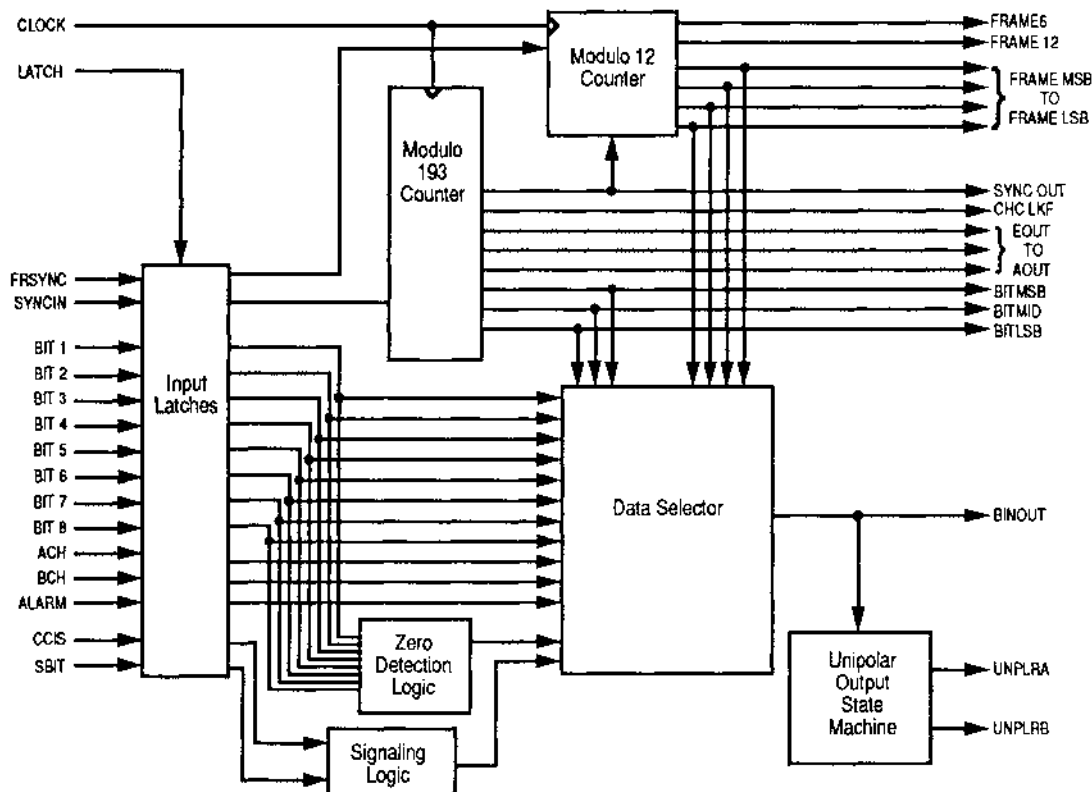 CLOCK
LATCH
Modulo 12
Counter
FRAME6
FRAME 12
FRAME MSB
TO
FRAME LSB
Modulo
193
Counter
SYNC OUT
CHC LKF
EOUT
TO
AOUT
BITMSB
BITMID
BITLSB
FRSYNC
SYNCIN
BIT 1
BIT 2
BIT 3
BIT 4
BIT 5
BIT 6
BIT 7
BIT 8
ACH
BCH
ALARM
CCIS
SBIT
Input
Latches
Data Selector
BINOUT
Zero
Detection
Logic
Signaling
Logic
Unipolar
Output
State
Machine
UNPLRA
UNPLRB